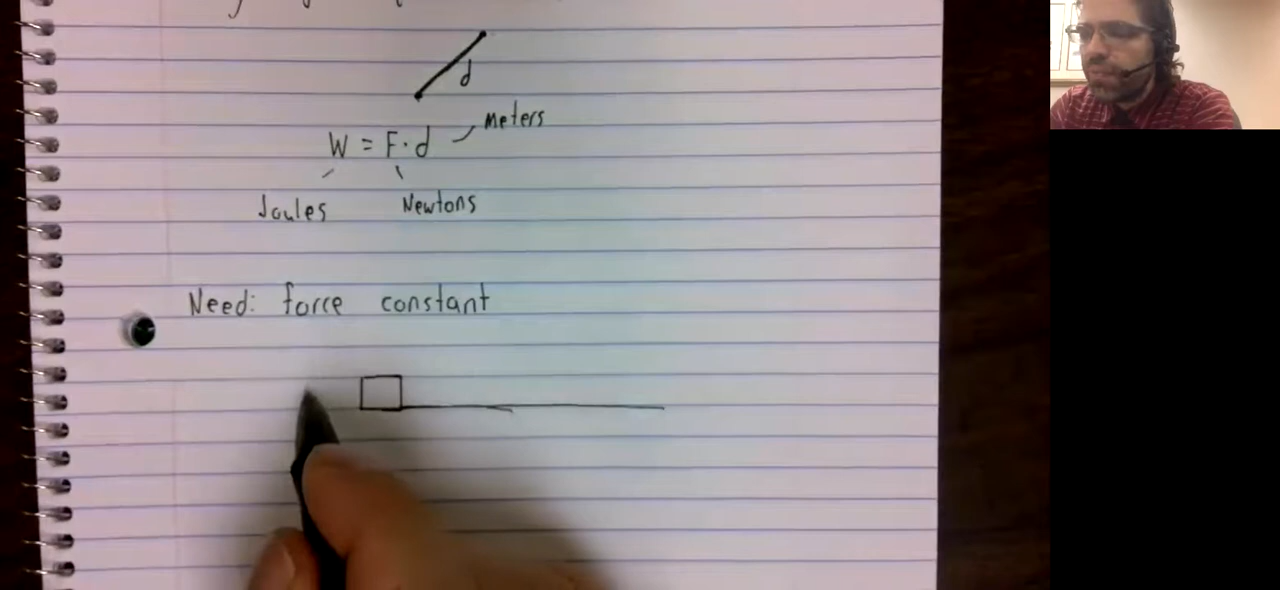 d
meters
W = F·d
Joules Newtons
Need: force constant